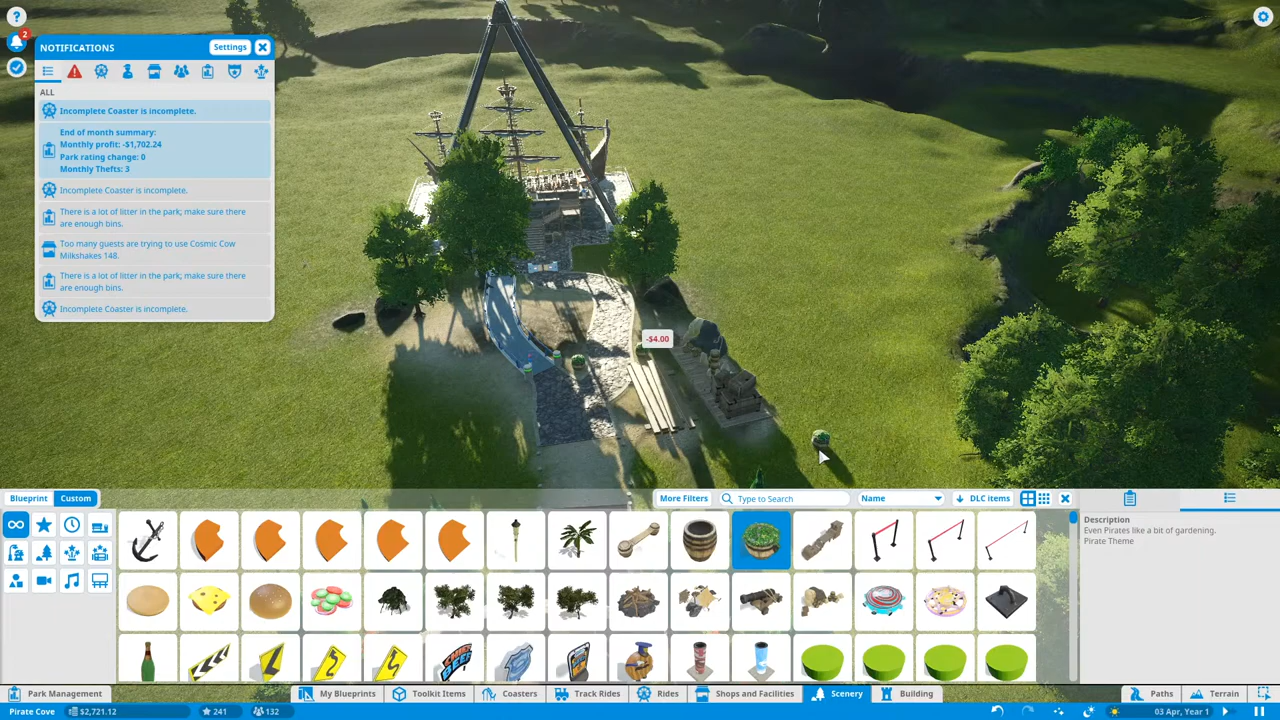 ?
2
NOTIFICATIONS
Settings
ALL
Incomplete Coaster is incomplete.
End of month summary:
Monthly profit: -$1,702.24
Park rating change: 0
Monthly Thefts: 3
Incomplete Coaster is incomplete.
There is a lot of litter in the park; make sure there
are enough bins.
Too many guests are trying to use Cosmic Cow
Milkshakes 148.
There is a lot of litter in the park; make sure there
are enough bins.
Incomplete Coaster is incomplete.
-$4.00
Blueprint
Custom
More Filters
Type to Search
Name
DLC items
Description
Even Pirates like a bit of gardening.
Pirate Theme
Park Management
My Blueprints
Toolkit Items
Coasters
Track Rides
Rides
Shops and Facilities
Scenery
Building
Paths
Terrain
Pirate Cove
$2,721.12
241
132
03 Apr, Year 1